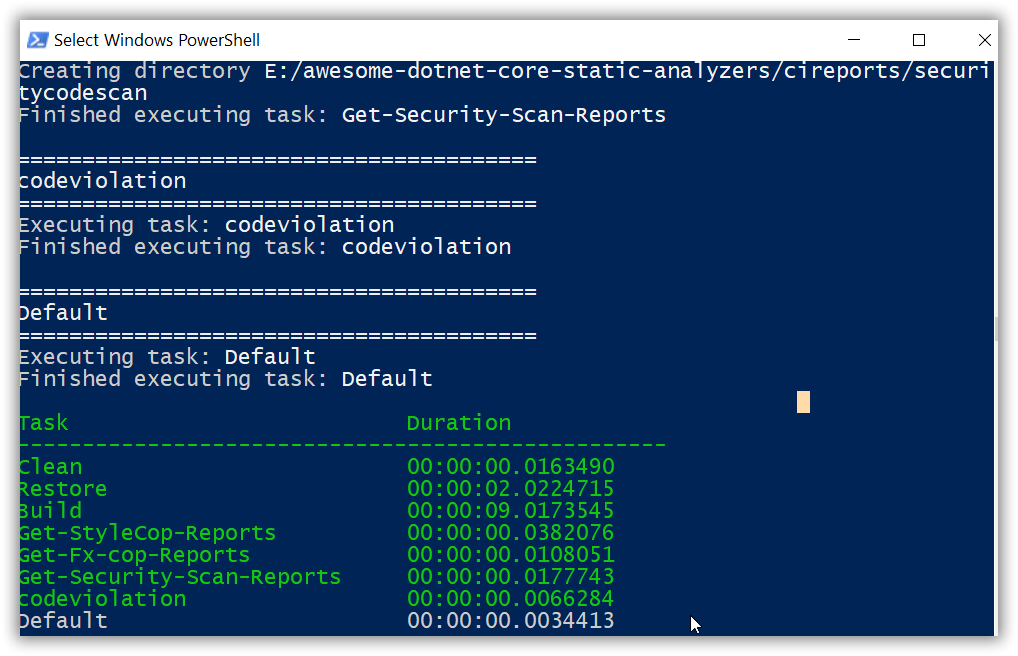 Select Windows PowerShell
Creating directory E:/awesome-dotnet-core-static-analyzers/cireports/securi
tycodescan
Finished executing task: Get-Security-Scan-Reports
========================================
codeviolation
========================================
Executing task: codeviolation
Finished executing task: codeviolation
========================================
Default
========================================
Executing task: Default
Finished executing task: Default
Task Duration
--------------------------------------------------
Clean 00:00:00.0163490
Restore 00:00:02.0224715
Build 00:00:09.0173545
Get-StyleCop-Reports 00:00:00.0382076
Get-Fx-cop-Reports 00:00:00.0108051
Get-Security-Scan-Reports 00:00:00.0177743
codeviolation 00:00:00.0066284
Default 00:00:00.0034413